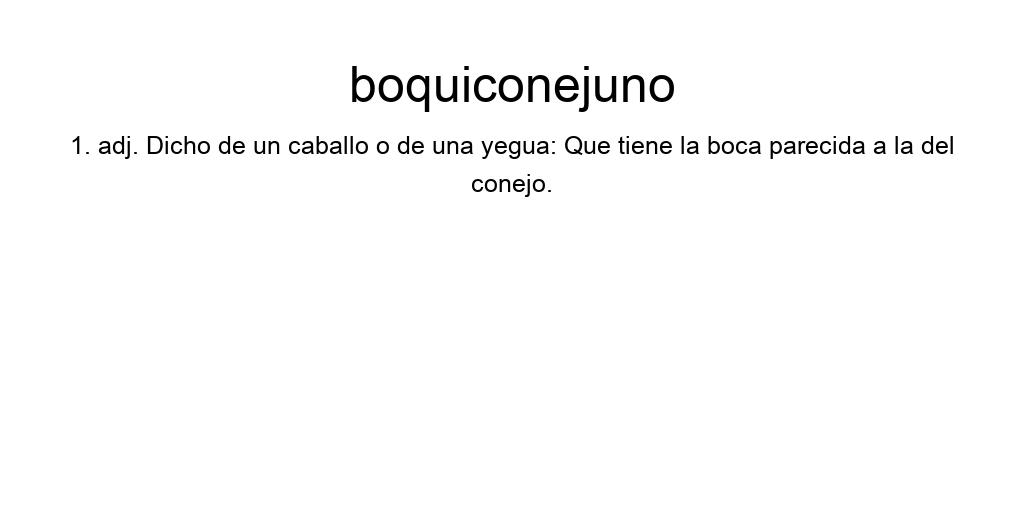 boquiconejuno
1. adj. Dicho de un caballo o de una yegua: Que tiene la boca parecida a la del
conejo.